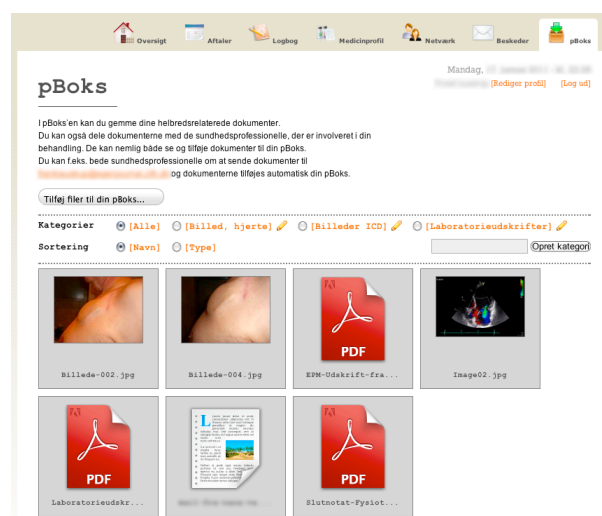 Oversigt Aftaler Logbog Medicinprofil Netværk Beskeder pBoks
Mandag,
pBoks
[Rediger profil] [Log ud]
I pBoks'en kan du gemme dine helbredsrelaterede dokumenter.
Du kan også dele dokumenterne med de sundhedsprofessionelle, der er involveret i din
behandling. De kan nemlig både se og tilføje dokumenter til din pBoks.
Du kan f.eks. bede sundhedsprofessionelle om at sende dokumenter til
og dokumenterne tilføjes automatisk din pBoks.
Tilføj filer til din pBoks...
Kategorier [Alle] [Billed, hjerte] [Billeder ICD] [Laboratorieudskrifter]
Sortering [Navn] [Type] Opret kategori
PDF
Billede-002.jpg Billede-004.jpg EPM-Udskrift-fra... Image02.jpg
PDF PDF
Laboratorieudskr... Slutnotat-Fysiot...